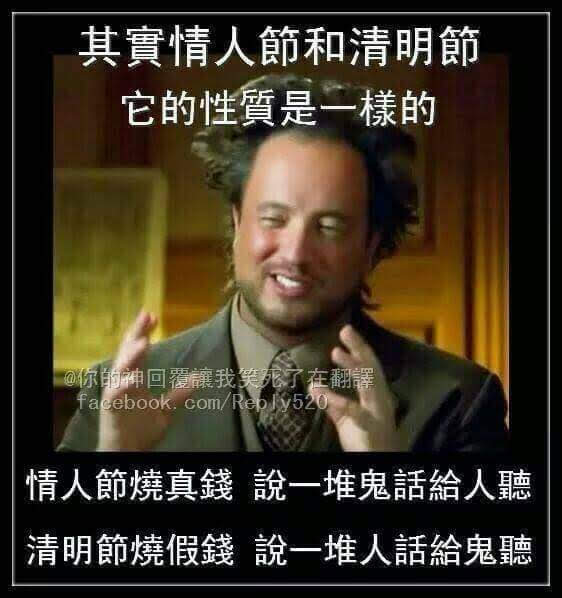 其實情人節和清明節
它的性質是一樣的
@你的神回覆讓我笑死了在翻譯
facebook.com/Reply520
情人節燒真錢 說一堆鬼話給人聽
清明節燒假錢 說一堆人話給鬼聽